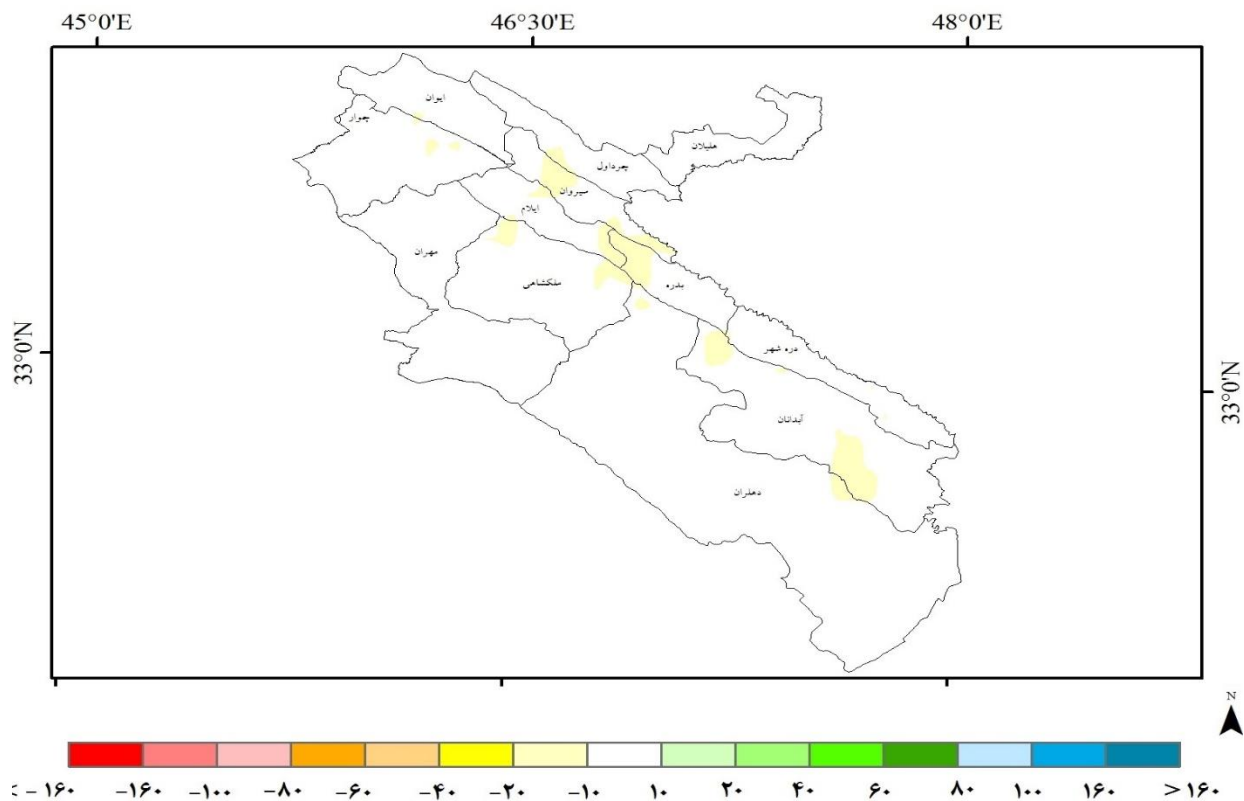 45°0'E 46°30'E 48°0'E
ایوان
چوار
هلیلان
چرداول
سیروان
ایلام
مهران
ملکشاهی
بدره
33°0'N
دره شهر
33°0'N
آبدانان
دهلران
N
< - ۱۶۰ -۱۶۰ -۱۰۰ -۸۰ -۶۰ -۴۰ -۲۰ -۱۰ ۱۰ ۲۰ ۴۰ ۶۰ ۸۰ ۱۰۰ ۱۶۰ > ۱۶۰